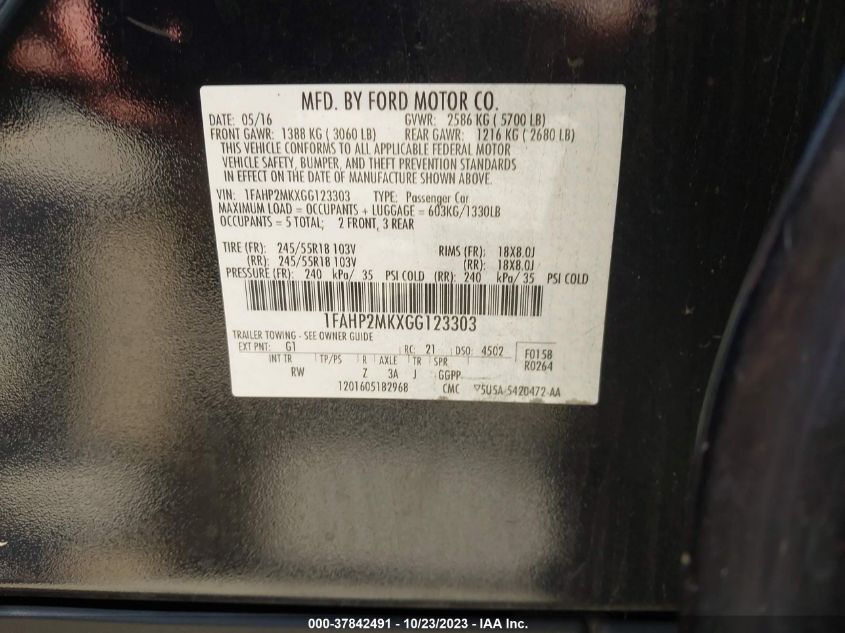 MFD. BY FORD MOTOR CO.
DATE: 05/16 GVWR: 2586 KG ( 5700 LB)
FRONT GAWR: 1388 KG ( 3060 LB) REAR GAWR: 1216 KG ( 2680 LB)
THIS VEHICLE CONFORMS TO ALL APPLICABLE FEDERAL MOTOR
VEHICLE SAFETY, BUMPER, AND THEFT PREVENTION STANDARDS
IN EFFECT ON THE DATE OF MANUFACTURE SHOWN ABOVE.
VIN: 1FAHP2MKXGG123303 TYPE: Passenger Car
MAXIMUM LOAD = OCCUPANTS + LUGGAGE = 603KG/1330LB
OCCUPANTS = 5 TOTAL; 2 FRONT, 3 REAR
TIRE (FR): 245/55R18 103V RIMS (FR): 18X8.0J
(RR): 245/55R18 103V (RR): 18X8.0J
PRESSURE (FR): 240 kPa/ 35 PSI COLD (RR): 240 kPa/ 35 PSI COLD
1FAHP2MKXGG123303
TRAILER TOWING - SEE OWNER GUIDE
EXT PNT: G1 RC: 21 DSO: 4502 F0158
INT TR TP/PS R AXLE TR SPR R0264
RW Z 3A J GGPP
1201605182968 CMC ▽5U5A-5420472-AA
000-37842491 - 10/23/2023 - IAA Inc.